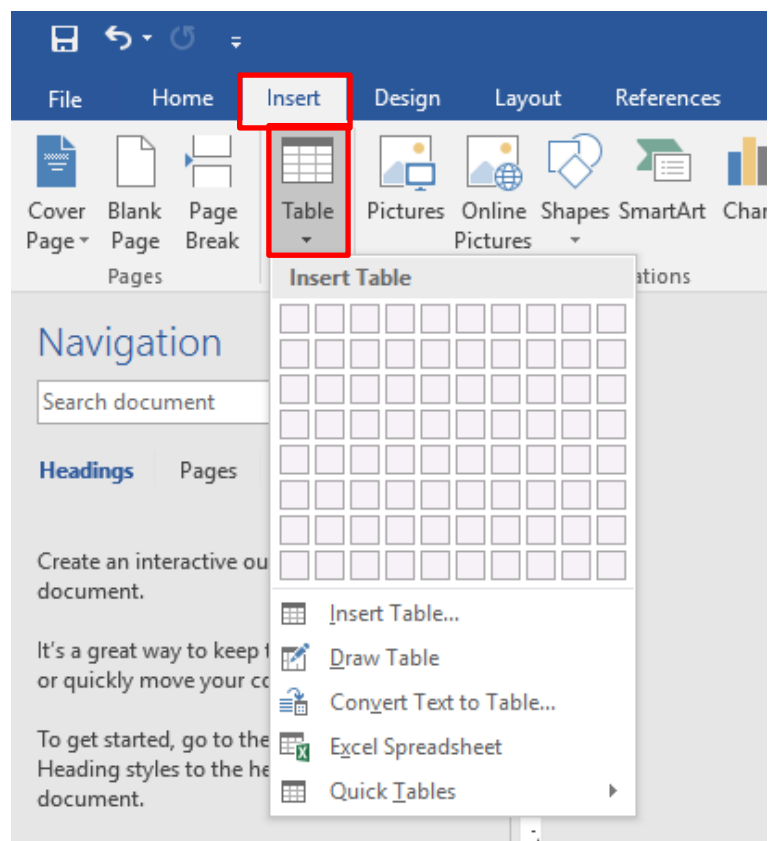 File Home Insert Design Layout References
Cover Blank Page Table Pictures Online Shapes SmartArt
Page Page Break Pictures
Pages
Insert Table
Navigation
Search document
Headings Pages
Create an interactive
document.
It's a great way to keep
or quickly move your
To get started, go to the
Heading styles to the
document.
Insert Table...
Draw Table
Convert Text to Table...
Excel Spreadsheet
Quick Tables